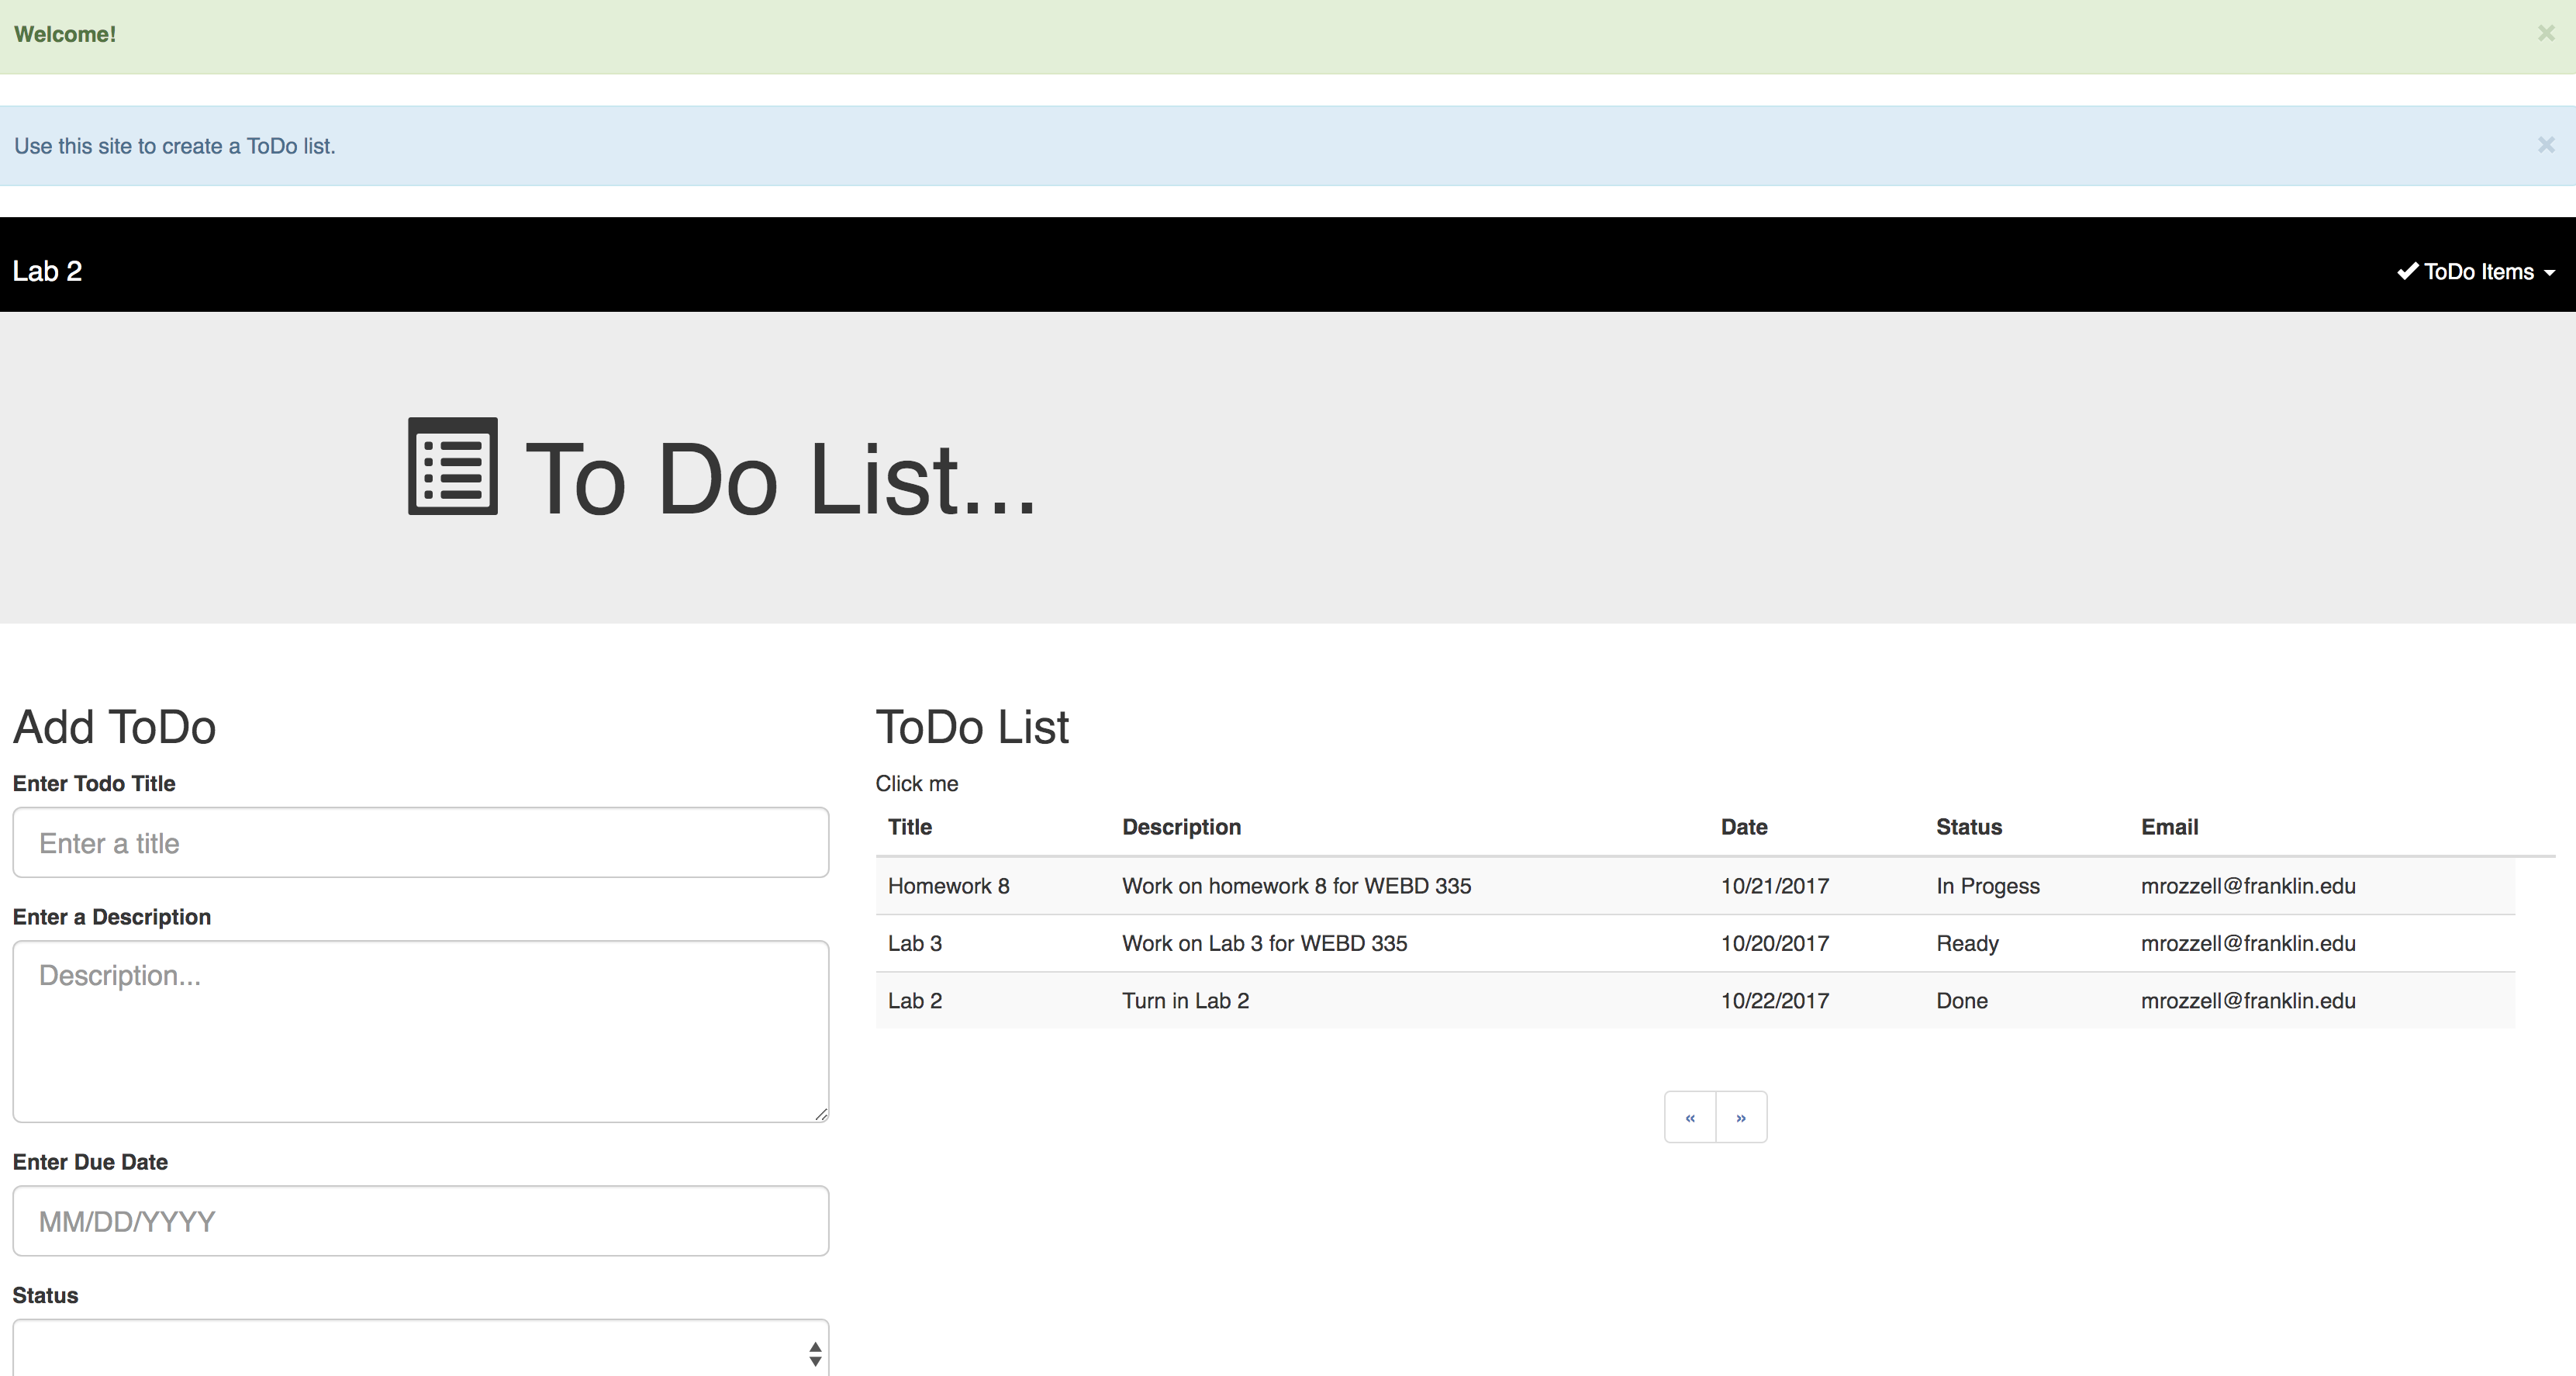 Welcome! ×
Use this site to create a ToDo list. ×
Lab 2 ToDo Items
To Do List...
Add ToDo
Enter Todo Title
Enter a title
Enter a Description
Description...
Enter Due Date
MM/DD/YYYY
Status
ToDo List
Click me
Title Description Date Status Email
Homework 8 Work on homework 8 for WEBD 335 10/21/2017 In Progess mrozzell@franklin.edu
Lab 3 Work on Lab 3 for WEBD 335 10/20/2017 Ready mrozzell@franklin.edu
Lab 2 Turn in Lab 2 10/22/2017 Done mrozzell@franklin.edu
« »